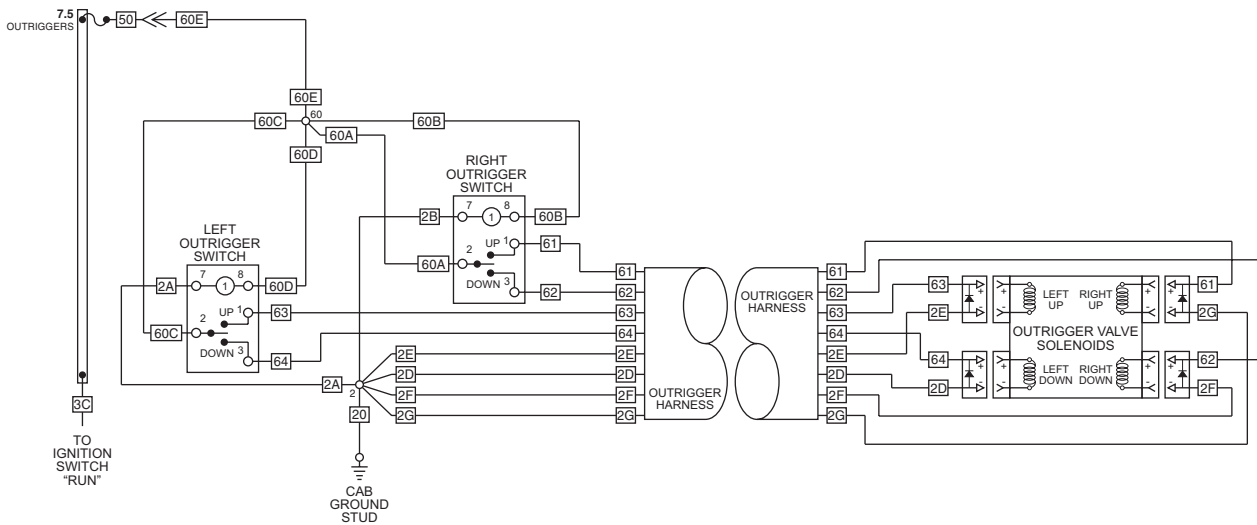 7.5
OUTRIGGERS
50
60E
60E
60
60C
60B
60A
60D
RIGHT
OUTRIGGER
SWITCH
2B
7
1
8
60B
UP
1
61
2
60A
DOWN
3
62
LEFT
OUTRIGGER
SWITCH
2A
7
1
8
60D
UP
1
63
2
60C
DOWN
3
64
2A
2
2E
2D
2F
2G
20
CAB
GROUND
STUD
3C
TO
IGNITION
SWITCH
“RUN”
61
62
63
64
2E
2D
2F
2G
OUTRIGGER
HARNESS
OUTRIGGER
HARNESS
61
62
63
64
2E
2D
2F
2G
63
2E
64
2D
+
-
+
-
LEFT
UP
RIGHT
UP
+
-
+
-
61
2G
OUTRIGGER VALVE
SOLENOIDS
+
-
+
-
LEFT
DOWN
RIGHT
DOWN
+
-
+
-
62
2F